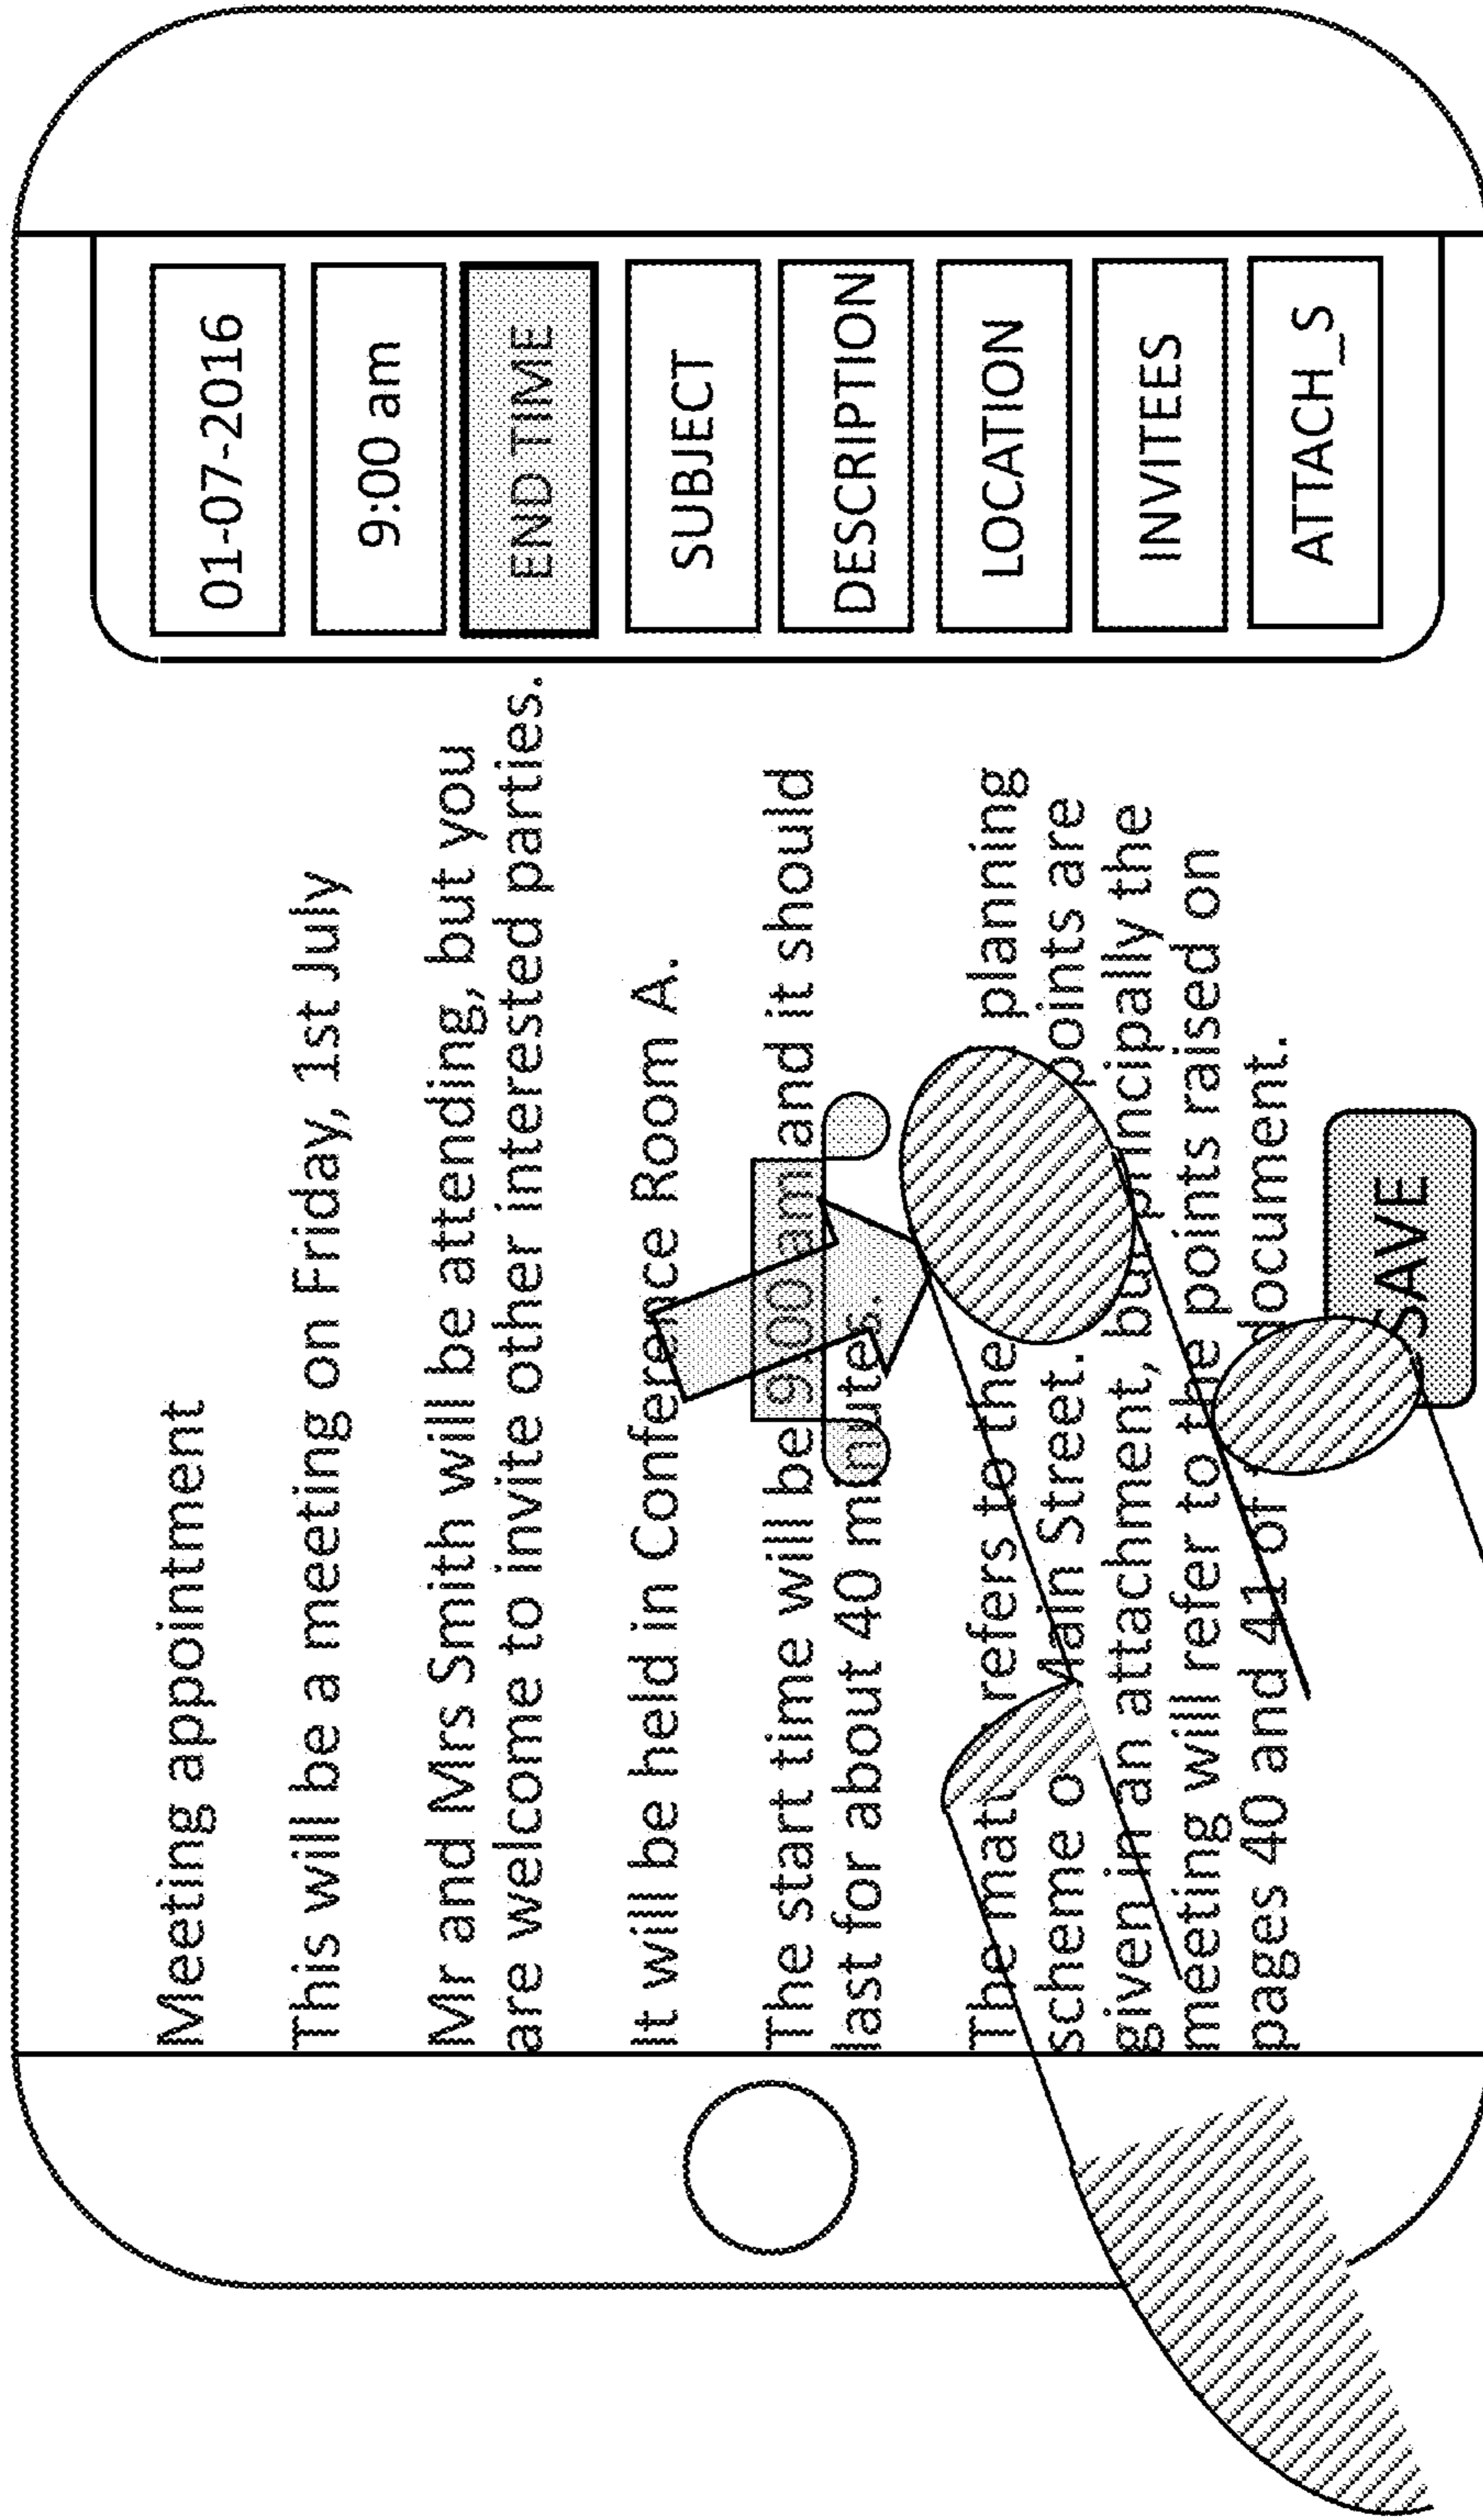 Meeting appointment
This will be a meeting on Friday, 1st July
Mr and Mrs Smith will be attending, but you
are welcome to invite other interested parties.
It will be held in Conference Room A.
The start time will be 9:00 am and it should
last for about 40 minutes.
The refers to the planning
scheme Main Street. points are
given in an attachment, but principally the
meeting will refer to the points raised on
pages 40 and 41 of document.
01-07-2016
9:00 am
END TIME
SUBJECT
DESCRIPTION
LOCATION
INVITEES
ATTACH_S
SAVE